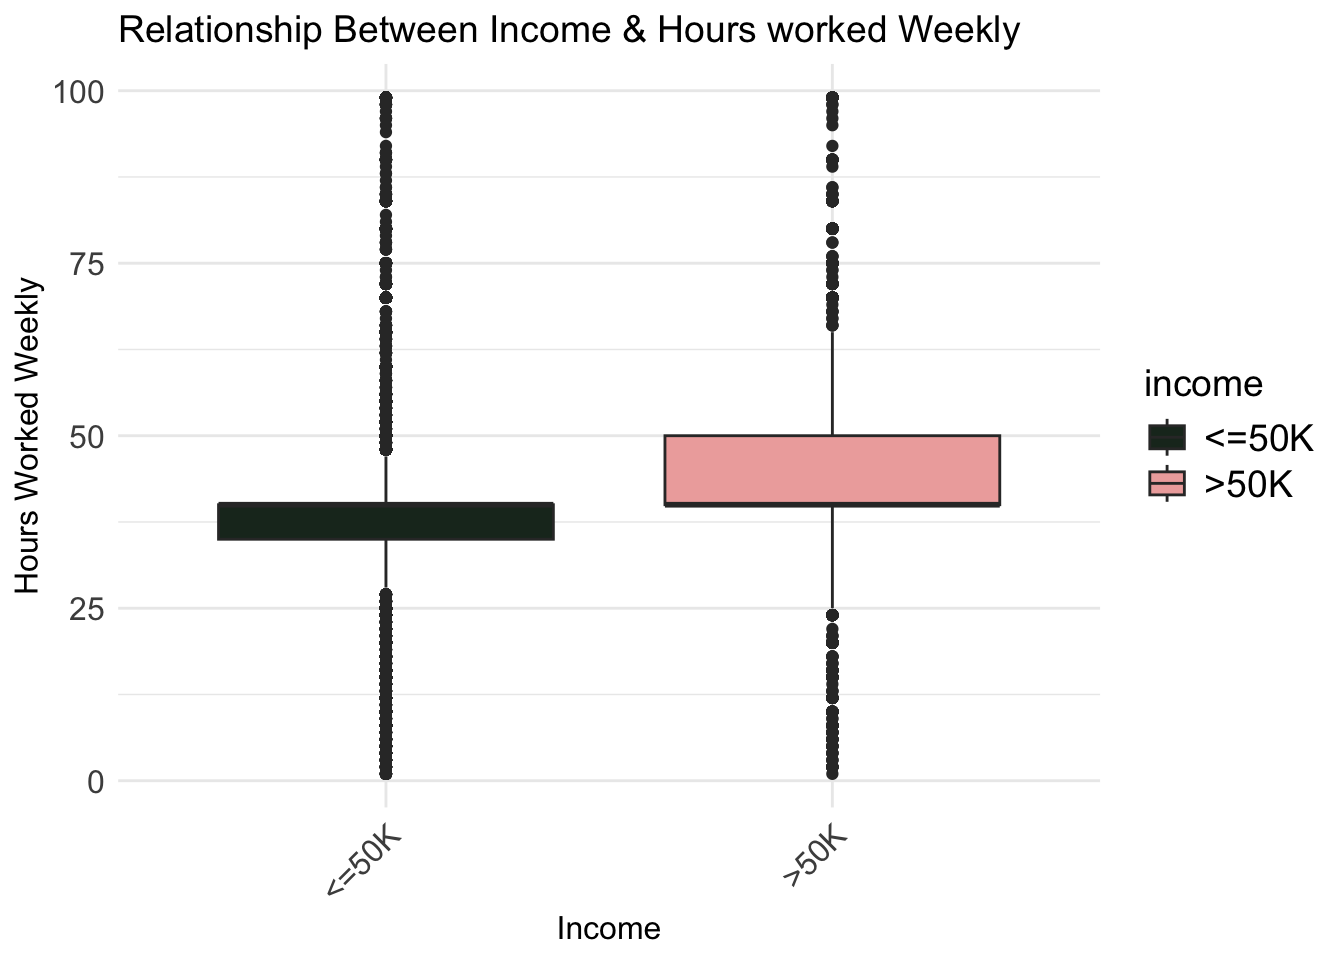 Relationship Between Income & Hours worked Weekly
100
75
50
25
0
Hours Worked Weekly
<=50K
>50K
Income
income
<=50K
>50K